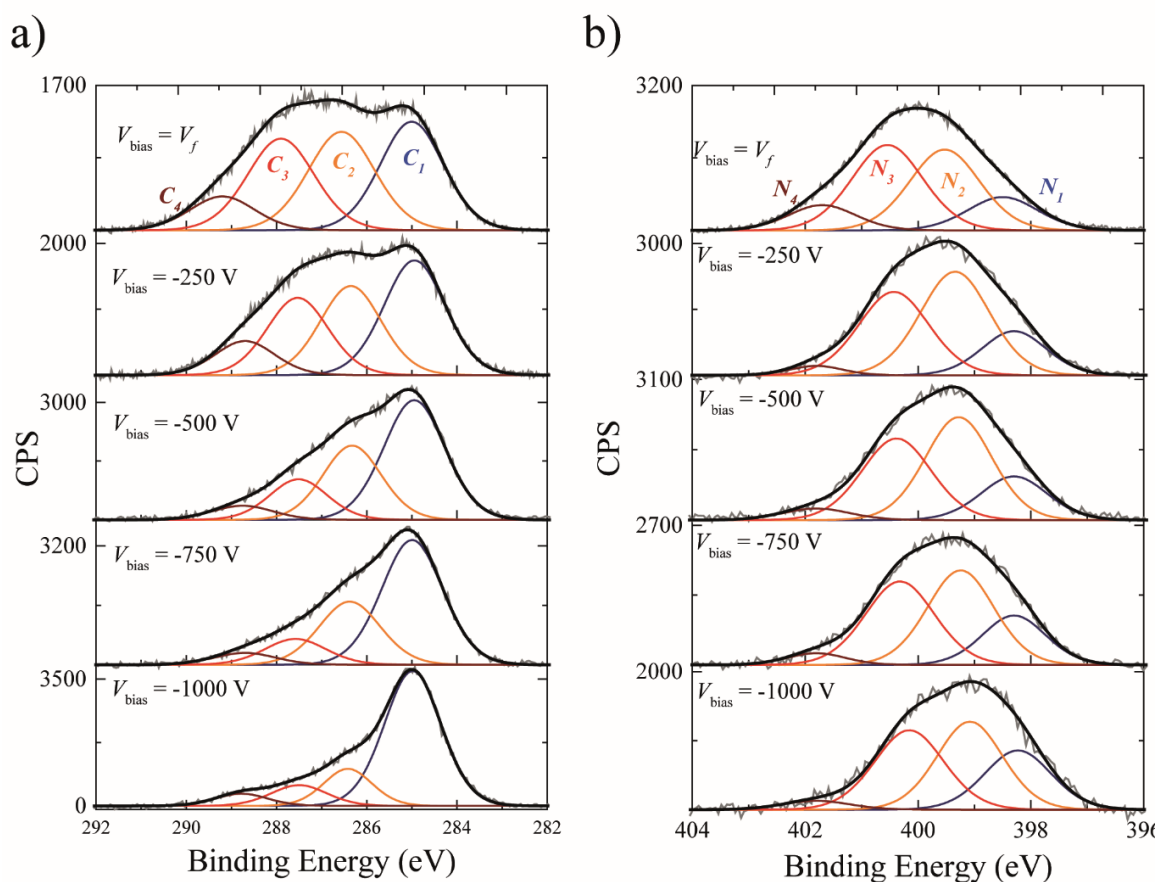 a)
CPS
1700
V_bias = V_f
C_4
C_3
C_2
C_1
2000
V_bias = -250 V
3000
V_bias = -500 V
3200
V_bias = -750 V
3500
V_bias = -1000 V
0
292 290 288 286 284 282
Binding Energy (eV)
b)
CPS
3200
V_bias = V_f
N_4
N_3
N_2
N_1
3000
V_bias = -250 V
3100
V_bias = -500 V
2700
V_bias = -750 V
2000
V_bias = -1000 V
404 402 400 398 396
Binding Energy (eV)